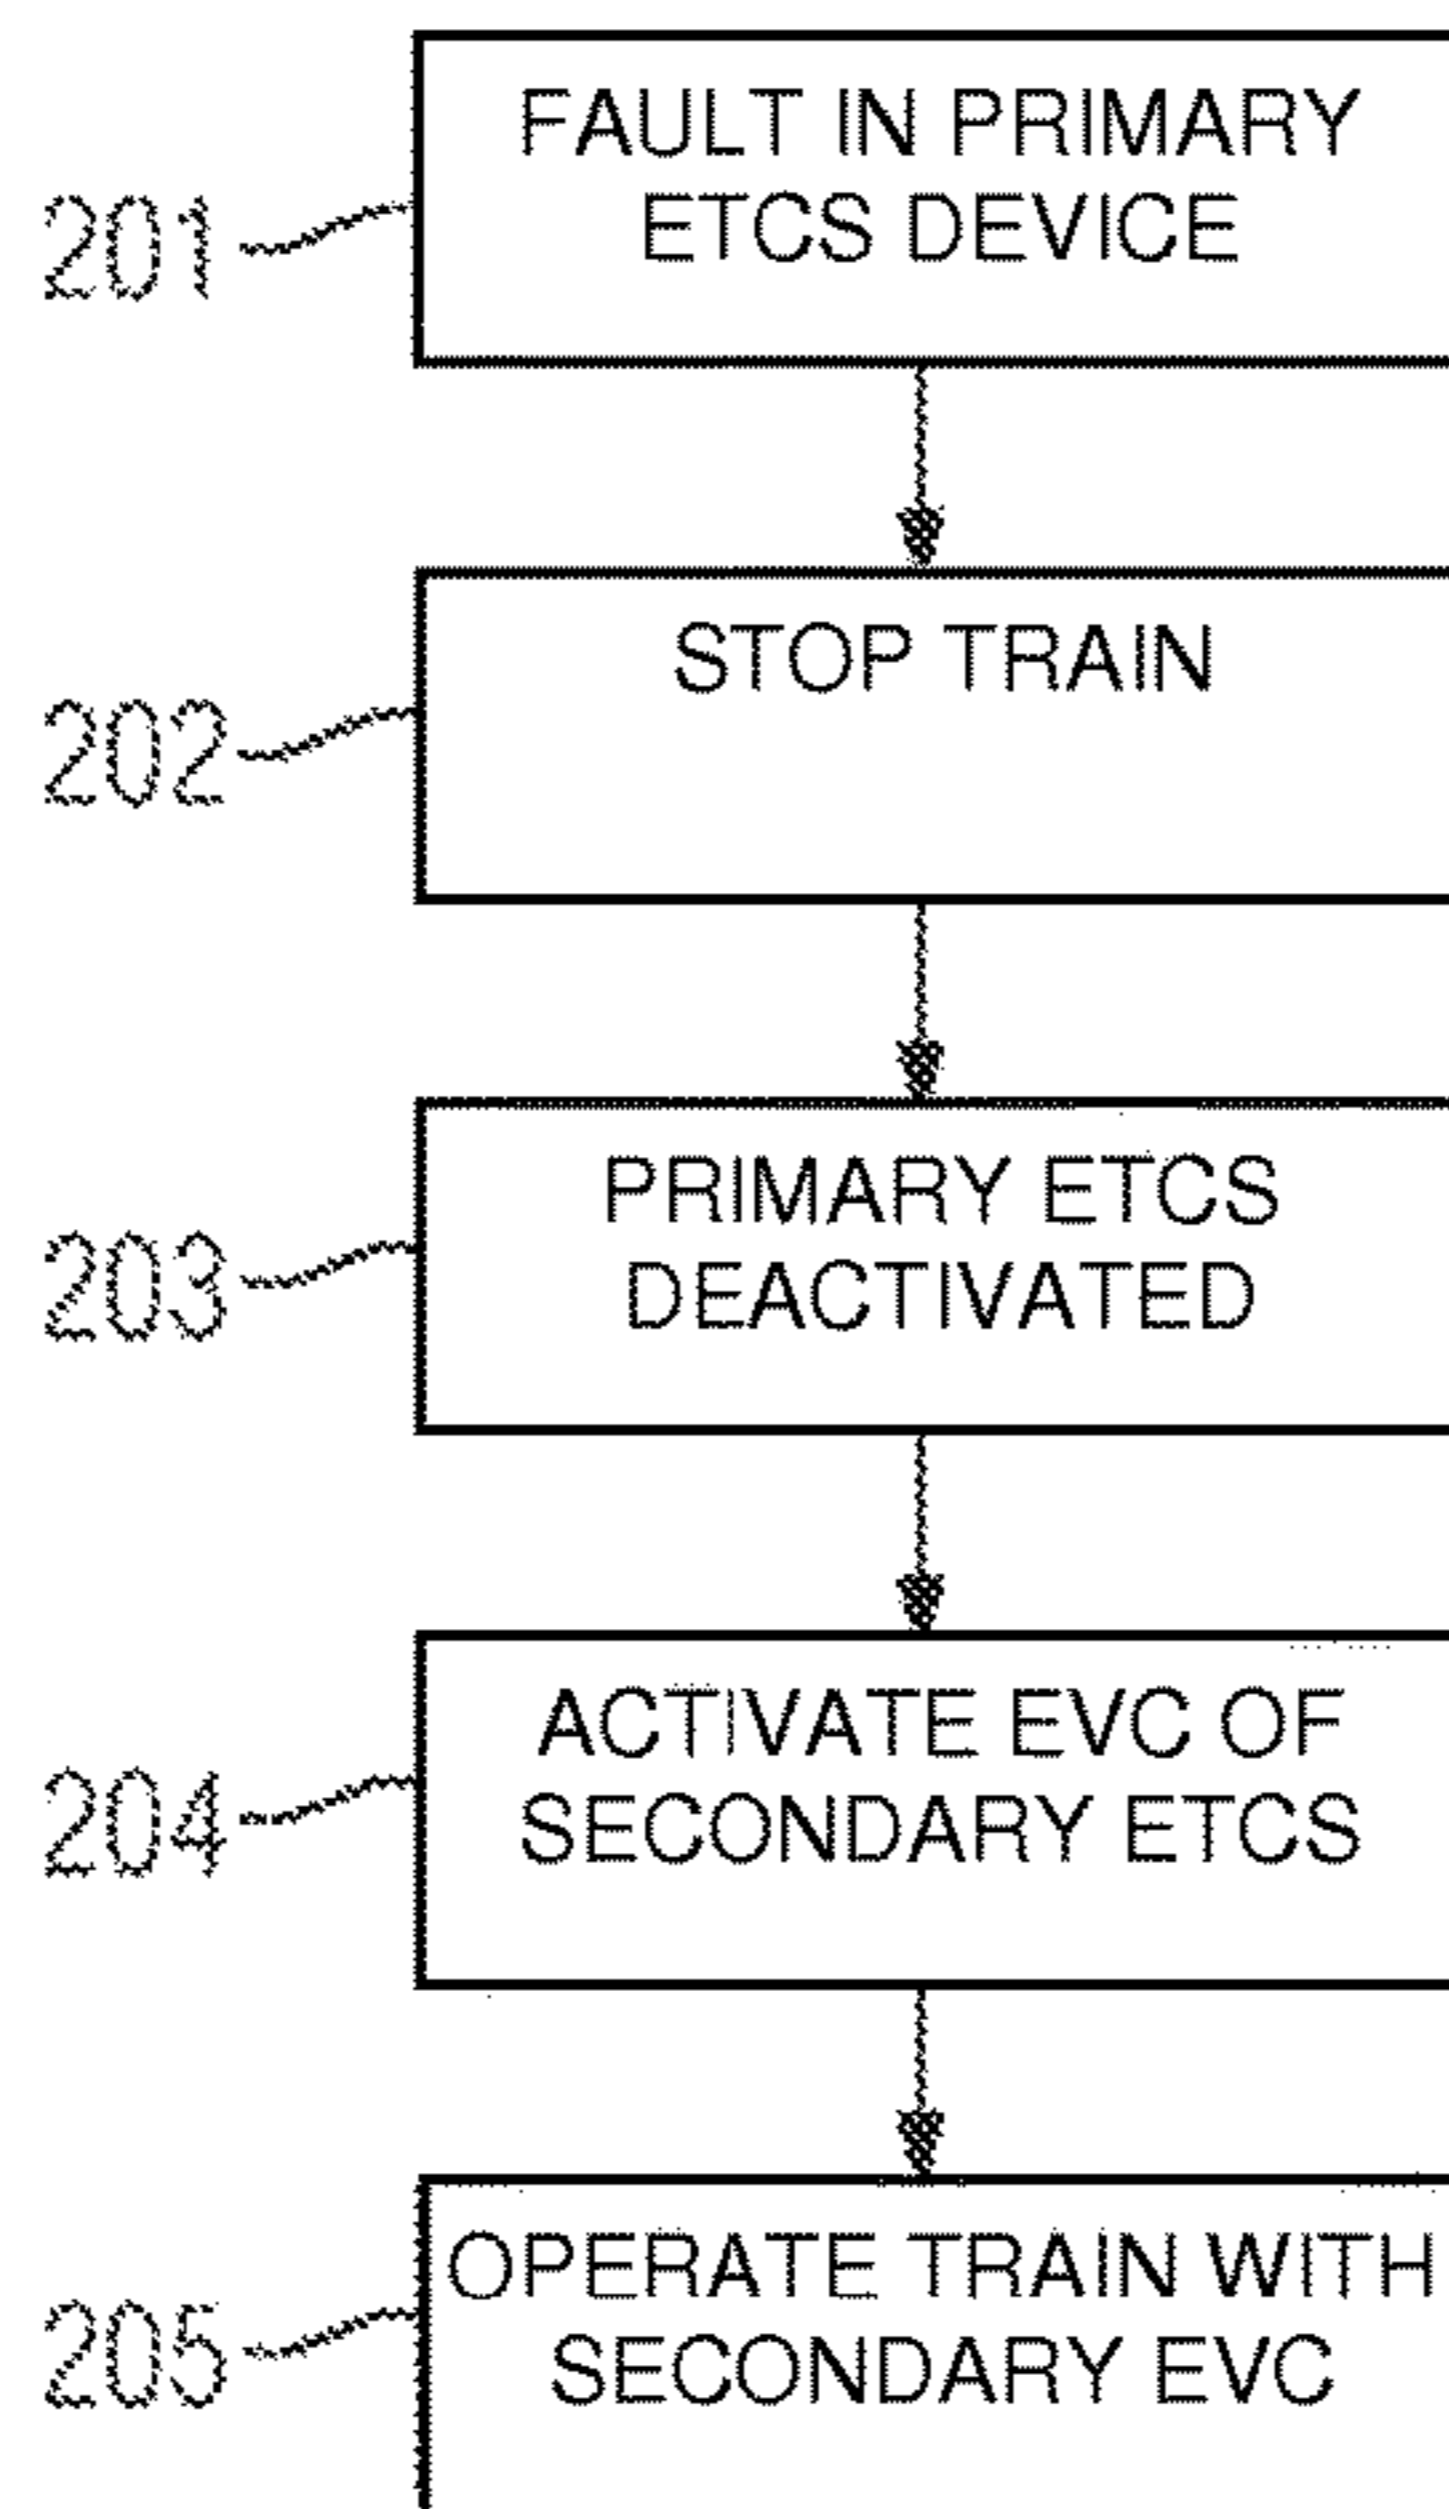 FAULT IN PRIMARY
ETCS DEVICE
201
STOP TRAIN
202
PRIMARY ETCS
DEACTIVATED
203
ACTIVATE EVC OF
SECONDARY ETCS
204
OPERATE TRAIN WITH
SECONDARY EVC
205